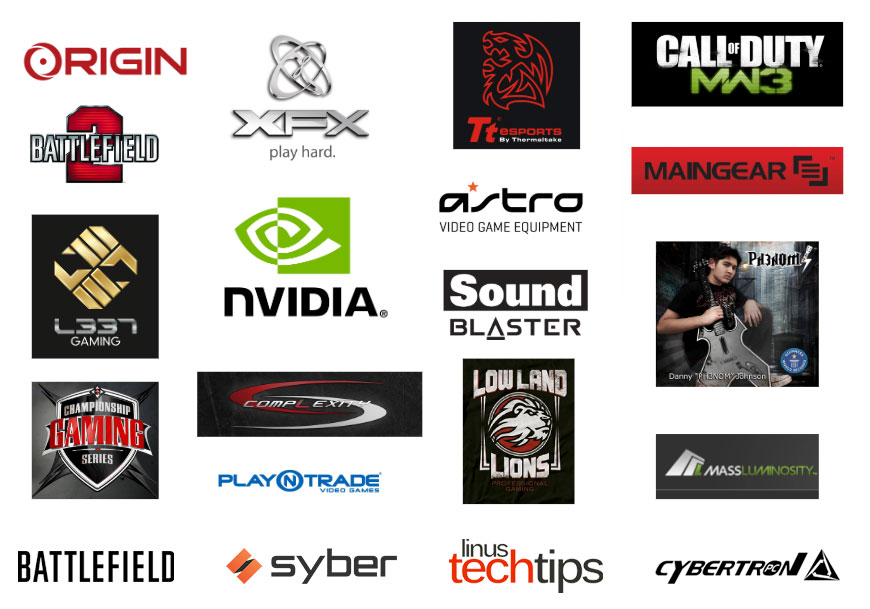 ORIGIN
BATTLEFIELD
2
L337
GAMING
CHAMPIONSHIP
GAMING
SERIES
BATTLEFIELD
XFX
play hard.
NVIDIA®
COMPLEXITY
PLAY N TRADE®
VIDEO GAMES
syber
Tt eSPORTS®
By Thermaltake
astro
VIDEO GAME EQUIPMENT
Sound
BLASTER
LOW LAND
LIONS
PROFESSIONAL
GAMING
linus
techtips
CALL OF DUTY
MW3
MAINGEAR™
PH3NOM
Danny "PH3NOM" Johnson
MASSLUMINOSITY
CYBERTRON PC